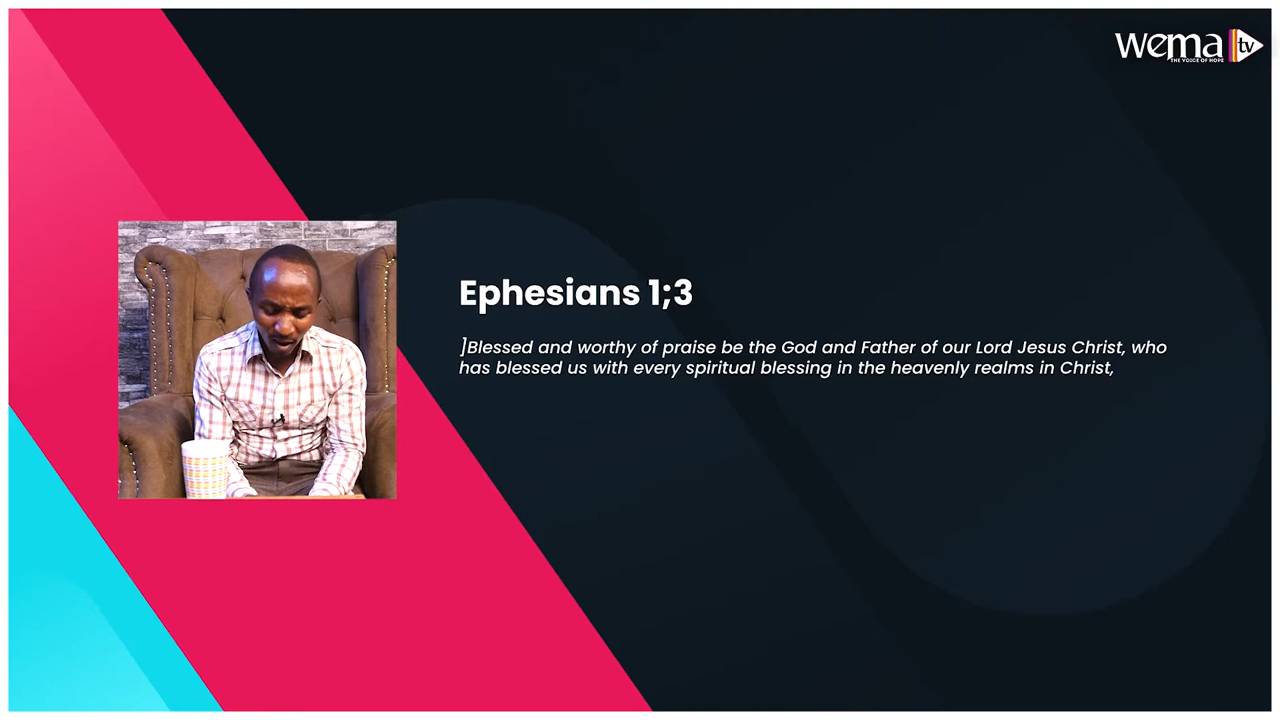 wema tv
THE VOICE OF HOPE
Ephesians 1;3
]Blessed and worthy of praise be the God and Father of our Lord Jesus Christ, who
has blessed us with every spiritual blessing in the heavenly realms in Christ,